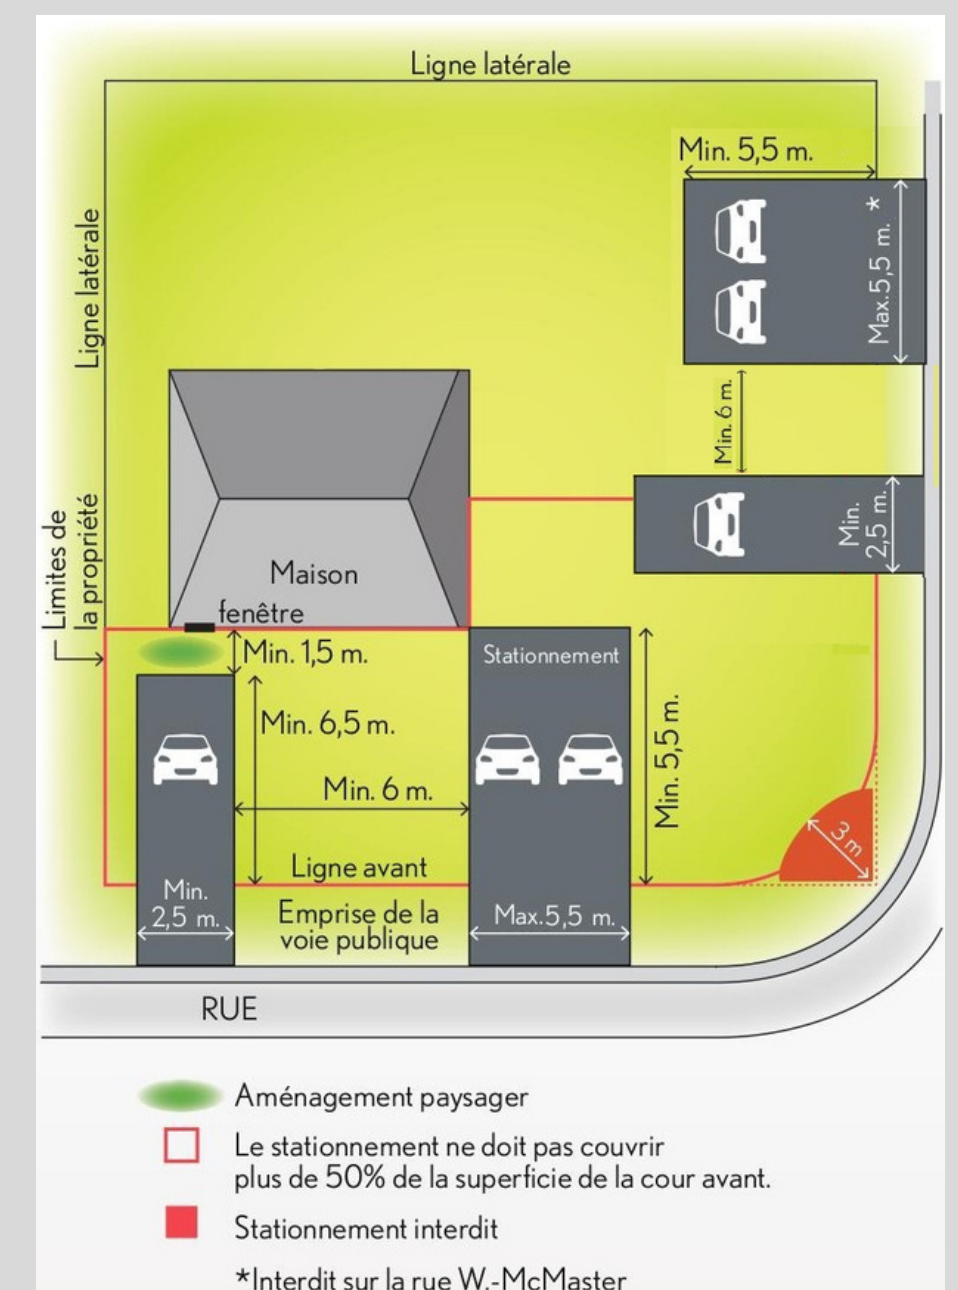 Ligne latérale
Min. 5,5 m.
Max.5,5 m. *
Ligne latérale
Min. 6 m.
Min.
2,5 m.
Limites de
la propriété
Maison
fenêtre
Min. 1,5 m.
Stationnement
Min. 6,5 m.
Min. 5,5 m.
Min. 6 m.
3 m
Ligne avant
Min.
2,5 m.
Emprise de la
voie publique
Max.5,5 m.
RUE
Aménagement paysager
Le stationnement ne doit pas couvrir
plus de 50% de la superficie de la cour avant.
Stationnement interdit
*Interdit sur la rue W.-McMaster